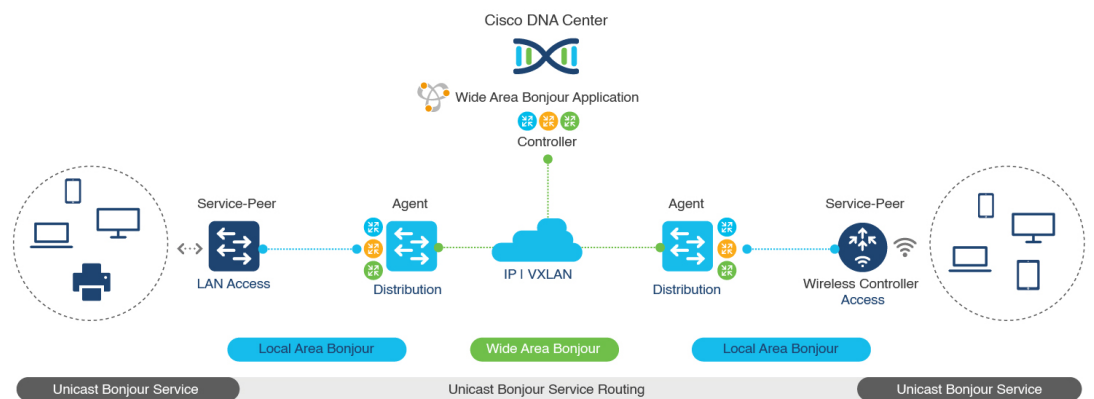 Cisco DNA Center
Wide Area Bonjour Application
Controller
Service-Peer
Agent
Agent
Service-Peer
IP | VXLAN
LAN Access
Distribution
Distribution
Wireless Controller
Access
Local Area Bonjour
Wide Area Bonjour
Local Area Bonjour
Unicast Bonjour Service
Unicast Bonjour Service Routing
Unicast Bonjour Service